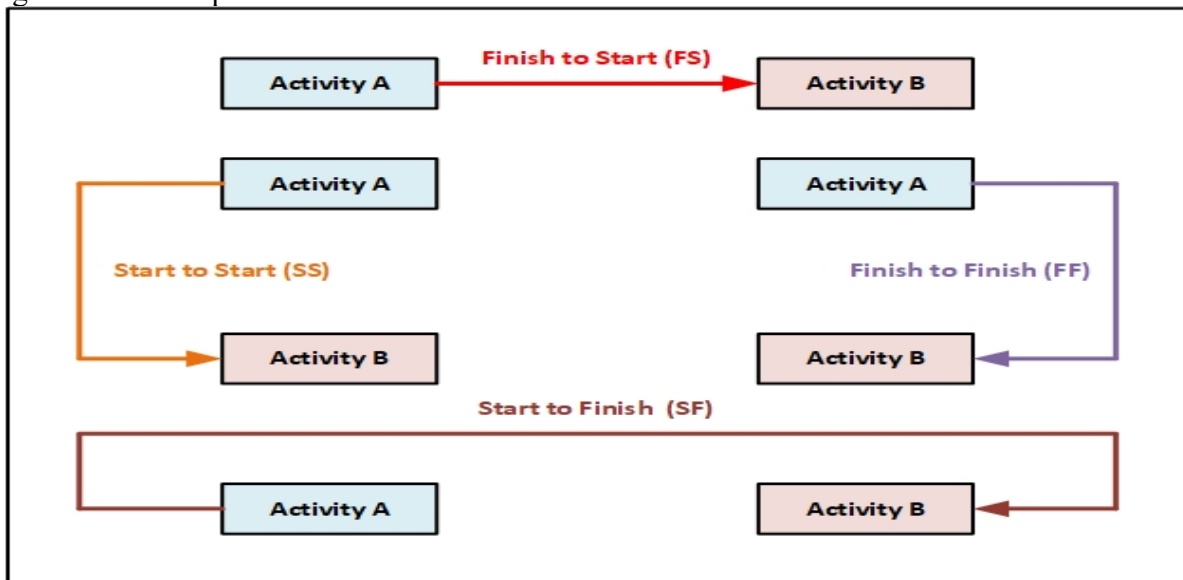 Finish to Start (FS)
Activity A
Activity B
Activity A
Activity A
Start to Start (SS)
Finish to Finish (FF)
Activity B
Activity B
Start to Finish  (SF)
Activity A
Activity B